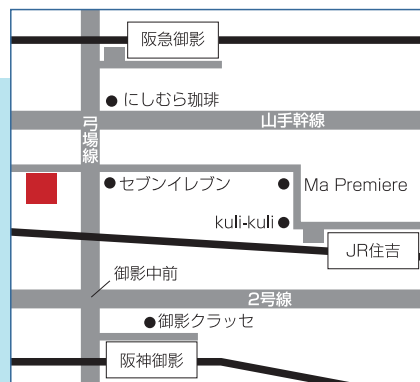 阪急御影
にしむら珈琲
山手幹線
弓場線
セブンイレブン
Ma Premiere
kuli-kuli
JR住吉
御影中前
2号線
御影クラッセ
阪神御影